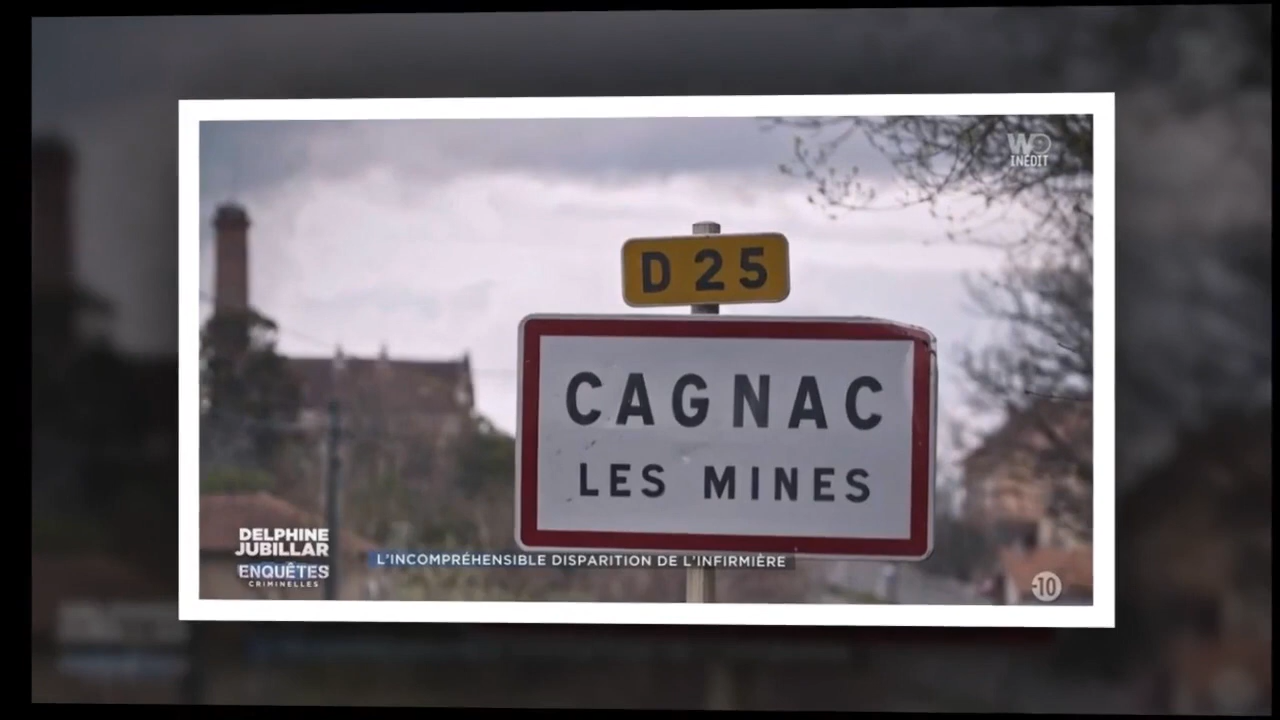 W9
INÉDIT
D 25
CAGNAC
LES MINES
DELPHINE
JUBILLAR
ENQUÊTES
CRIMINELLES
L'INCOMPRÉHENSIBLE DISPARITION DE L'INFIRMIÈRE
-10